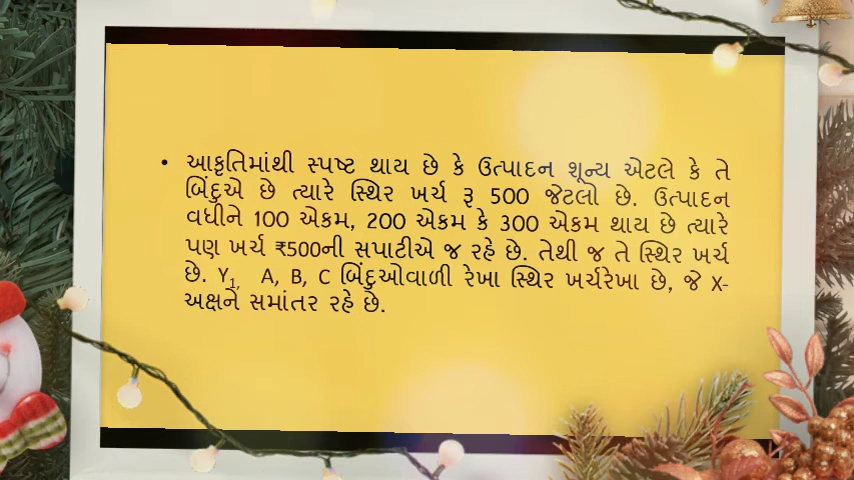 • આકૃતિમાંથી સ્પષ્ટ થાય છે કે ઉત્પાદન શૂન્ય એટલે કે તે
બિંદુએ છે ત્યારે સ્થિર ખર્ચ રૂ 500 જેટલો છે. ઉત્પાદન
વધીને 100 એકમ, 200 એકમ કે 300 એકમ થાય છે ત્યારે
પણ ખર્ચ ₹500ની સપાટીએ જ રહે છે. તેથી જ તે સ્થિર ખર્ચ
છે. Y₁, A, B, C બિંદુઓવાળી રેખા સ્થિર ખર્ચરેખા છે, જે X-
અક્ષને સમાંતર રહે છે.